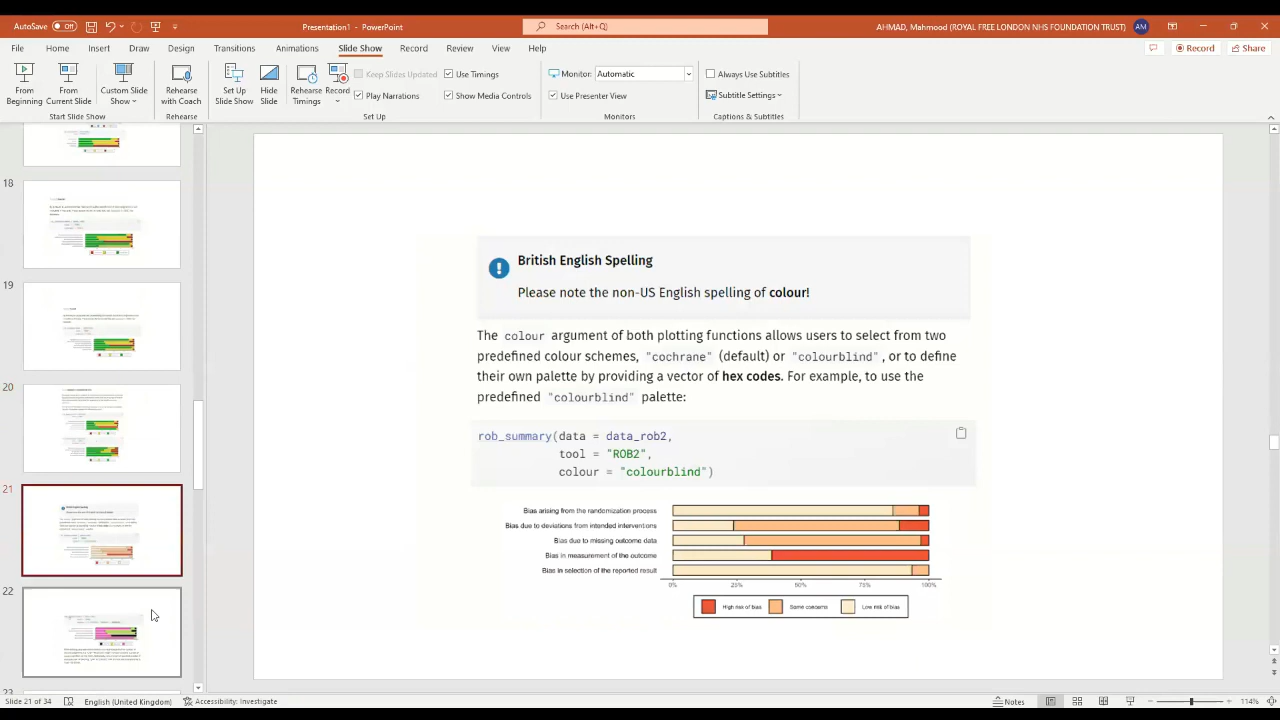 AutoSave Off
Presentation1 - PowerPoint
Search (Alt+Q)
AHMAD, Mahmood (ROYAL FREE LONDON NHS FOUNDATION TRUST) AM
File Home Insert Draw Design Transitions Animations Slide Show Record Review View Help
Record Share
From Beginning
From Current Slide
Custom Slide Show
Rehearse with Coach
Set Up Slide Show
Hide Slide
Rehearse Timings
Record
Keep Slides Updated
Use Timings
Play Narrations
Show Media Controls
Monitor: Automatic
Use Presenter View
Always Use Subtitles
Subtitle Settings
Start Slide Show
Rehearse
Set Up
Monitors
Captions & Subtitles
18
19
20
21
22
British English Spelling
Please note the non-US English spelling of colour!
The colour argument of both plotting functions allows users to select from two
predefined colour schemes, "cochrane" (default) or "colourblind", or to define
their own palette by providing a vector of hex codes. For example, to use the
predefined "colourblind" palette:
rob_summary(data = data_rob2,
tool = "ROB2",
colour = "colourblind")
Bias arising from the randomization process
Bias due to deviations from intended interventions
Bias due to missing outcome data
Bias in measurement of the outcome
Bias in selection of the reported result
0% 25% 50% 75% 100%
High risk of bias Some concerns Low risk of bias
Slide 21 of 34 English (United Kingdom) Accessibility: Investigate
Notes
114%